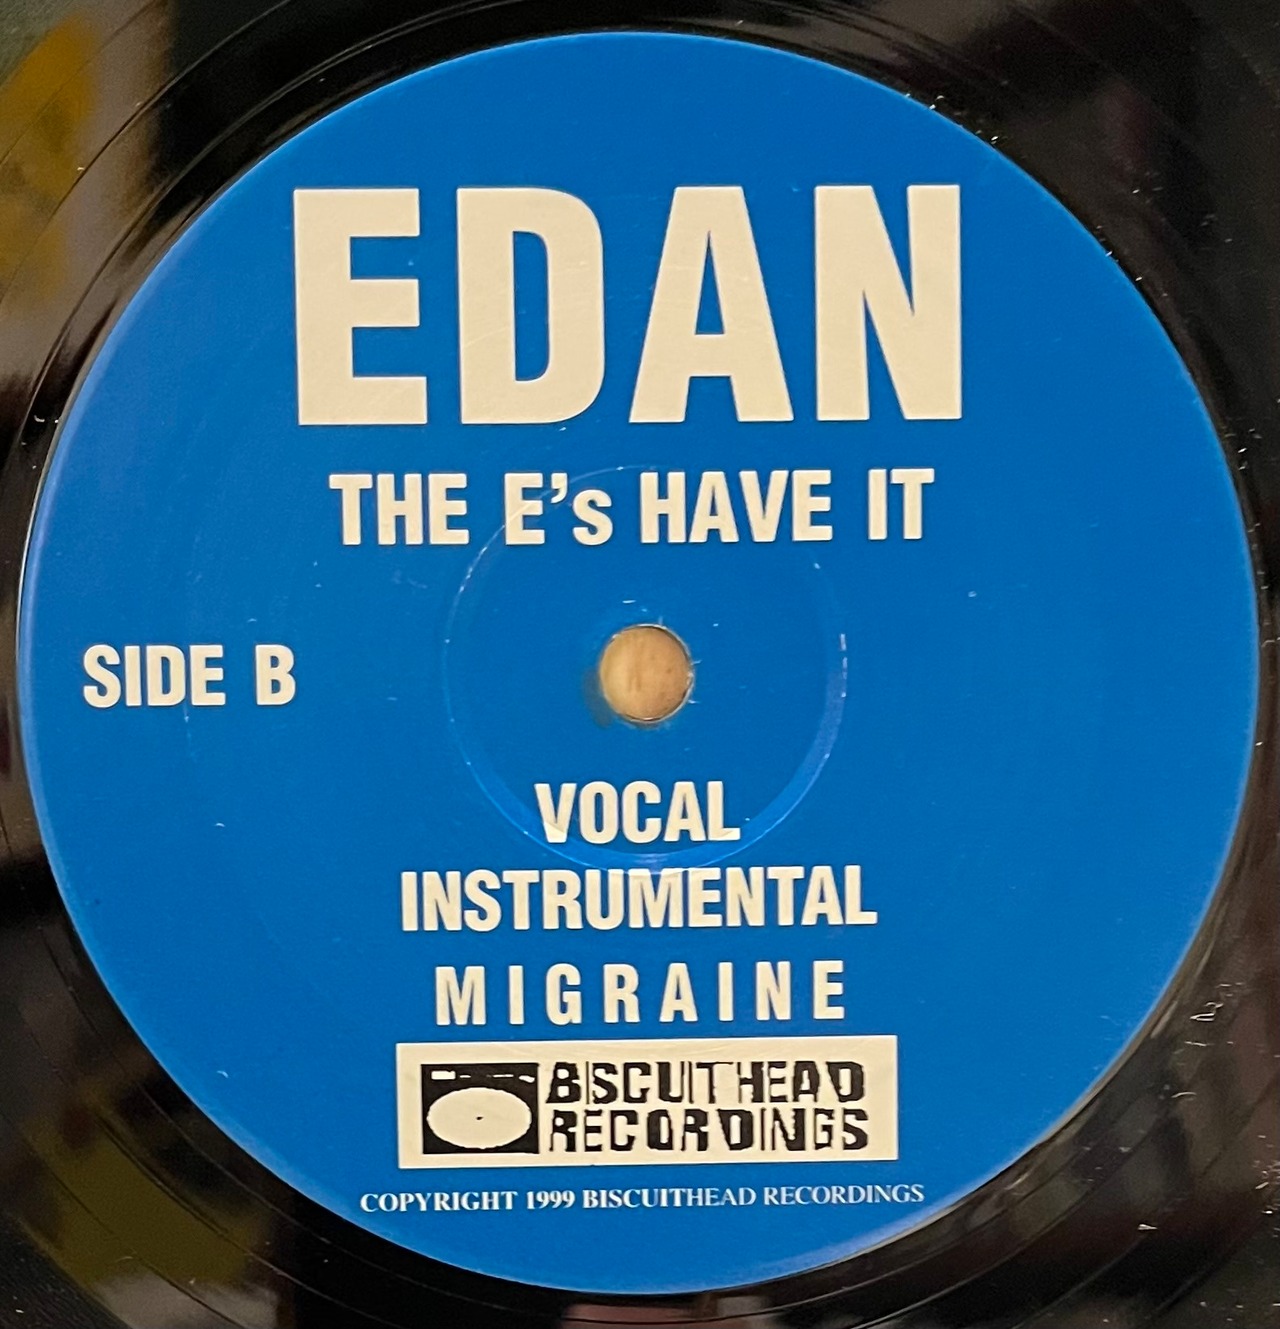 EDAN
THE E's HAVE IT
SIDE B
VOCAL
INSTRUMENTAL
MIGRAINE
BISCUITHEAD
RECORDINGS
COPYRIGHT 1999 BISCUITHEAD RECORDINGS